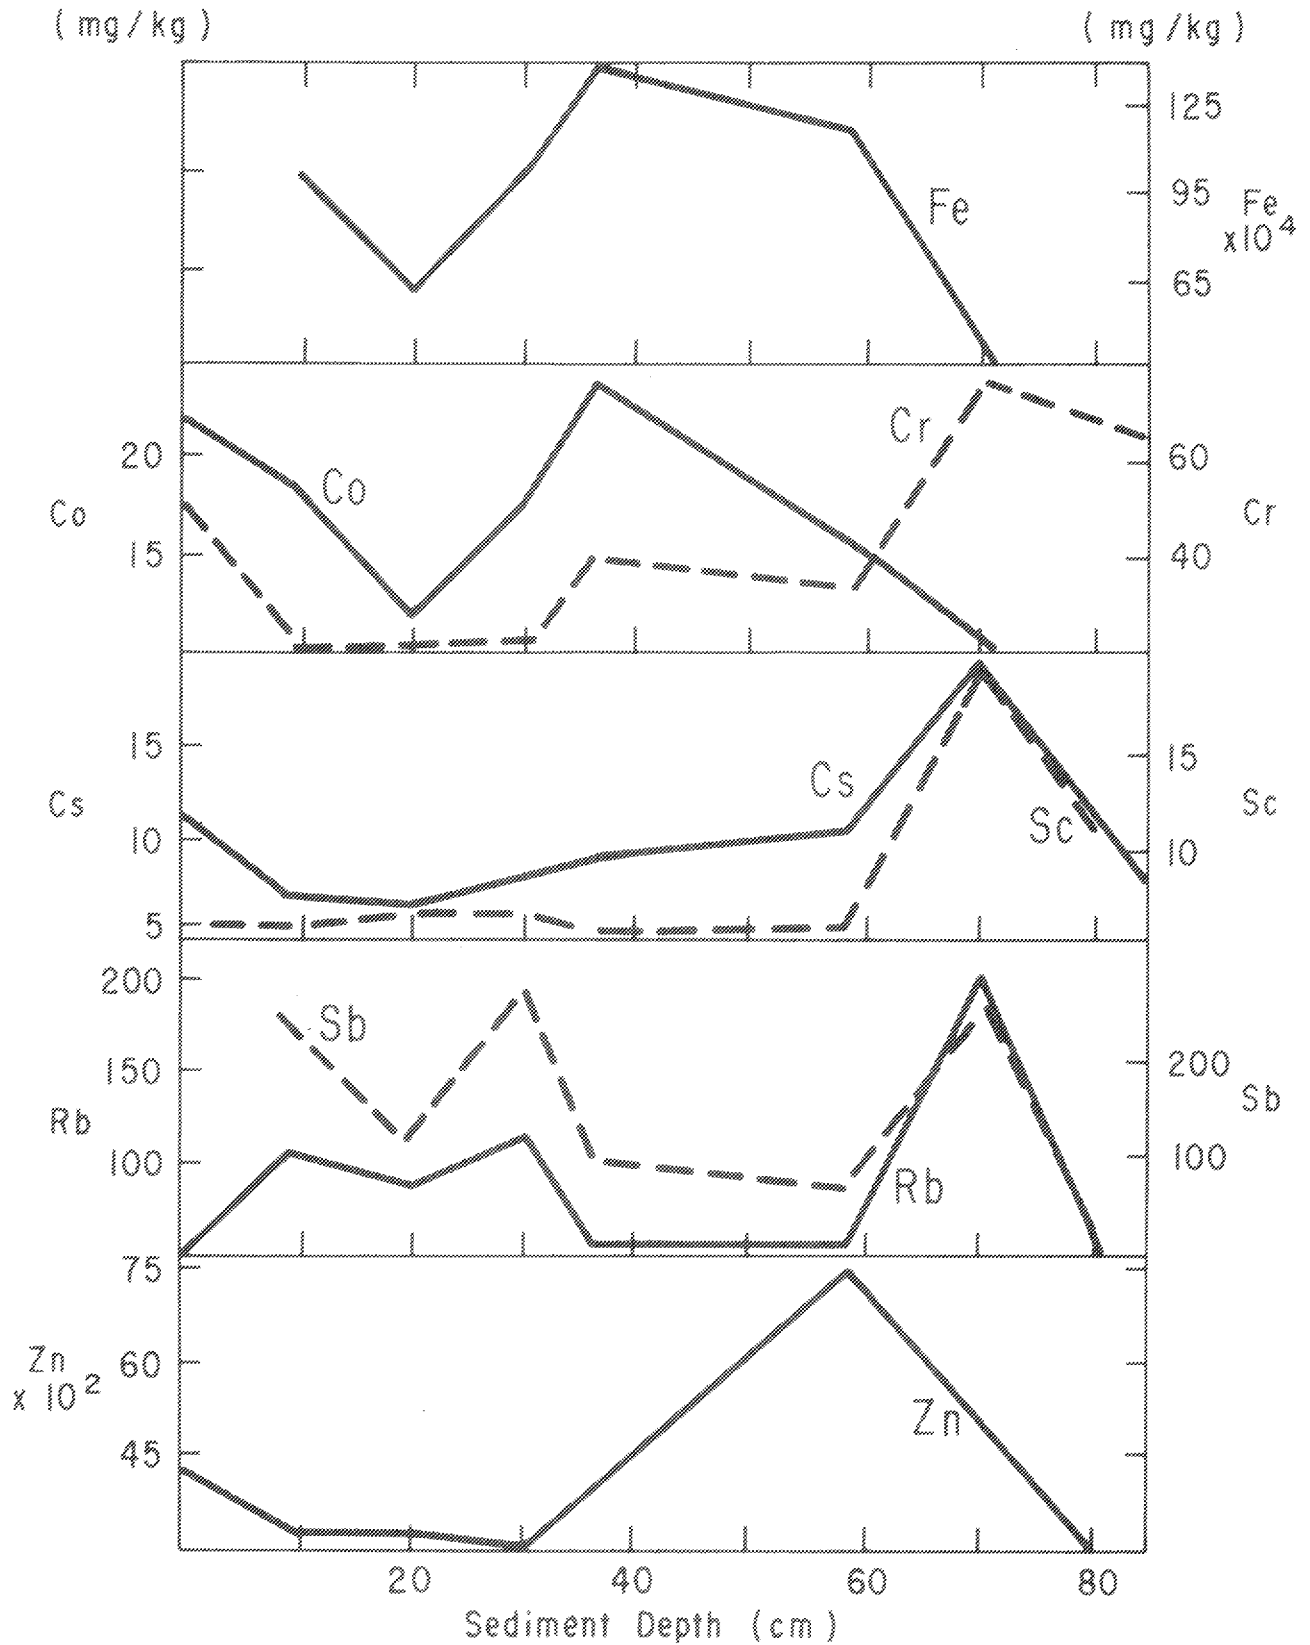 (mg/kg) (mg/kg)
125
95 Fe
Fe x10⁴
65
Cr
20 60
Co
Co Cr
15 40
15 15
Cs
Cs Sc
Sc
10 10
5
200
Sb
150 200
Rb Sb
100 100
Rb
75
Zn 60
x 10²
Zn
45
20 40 60 80
Sediment Depth (cm)